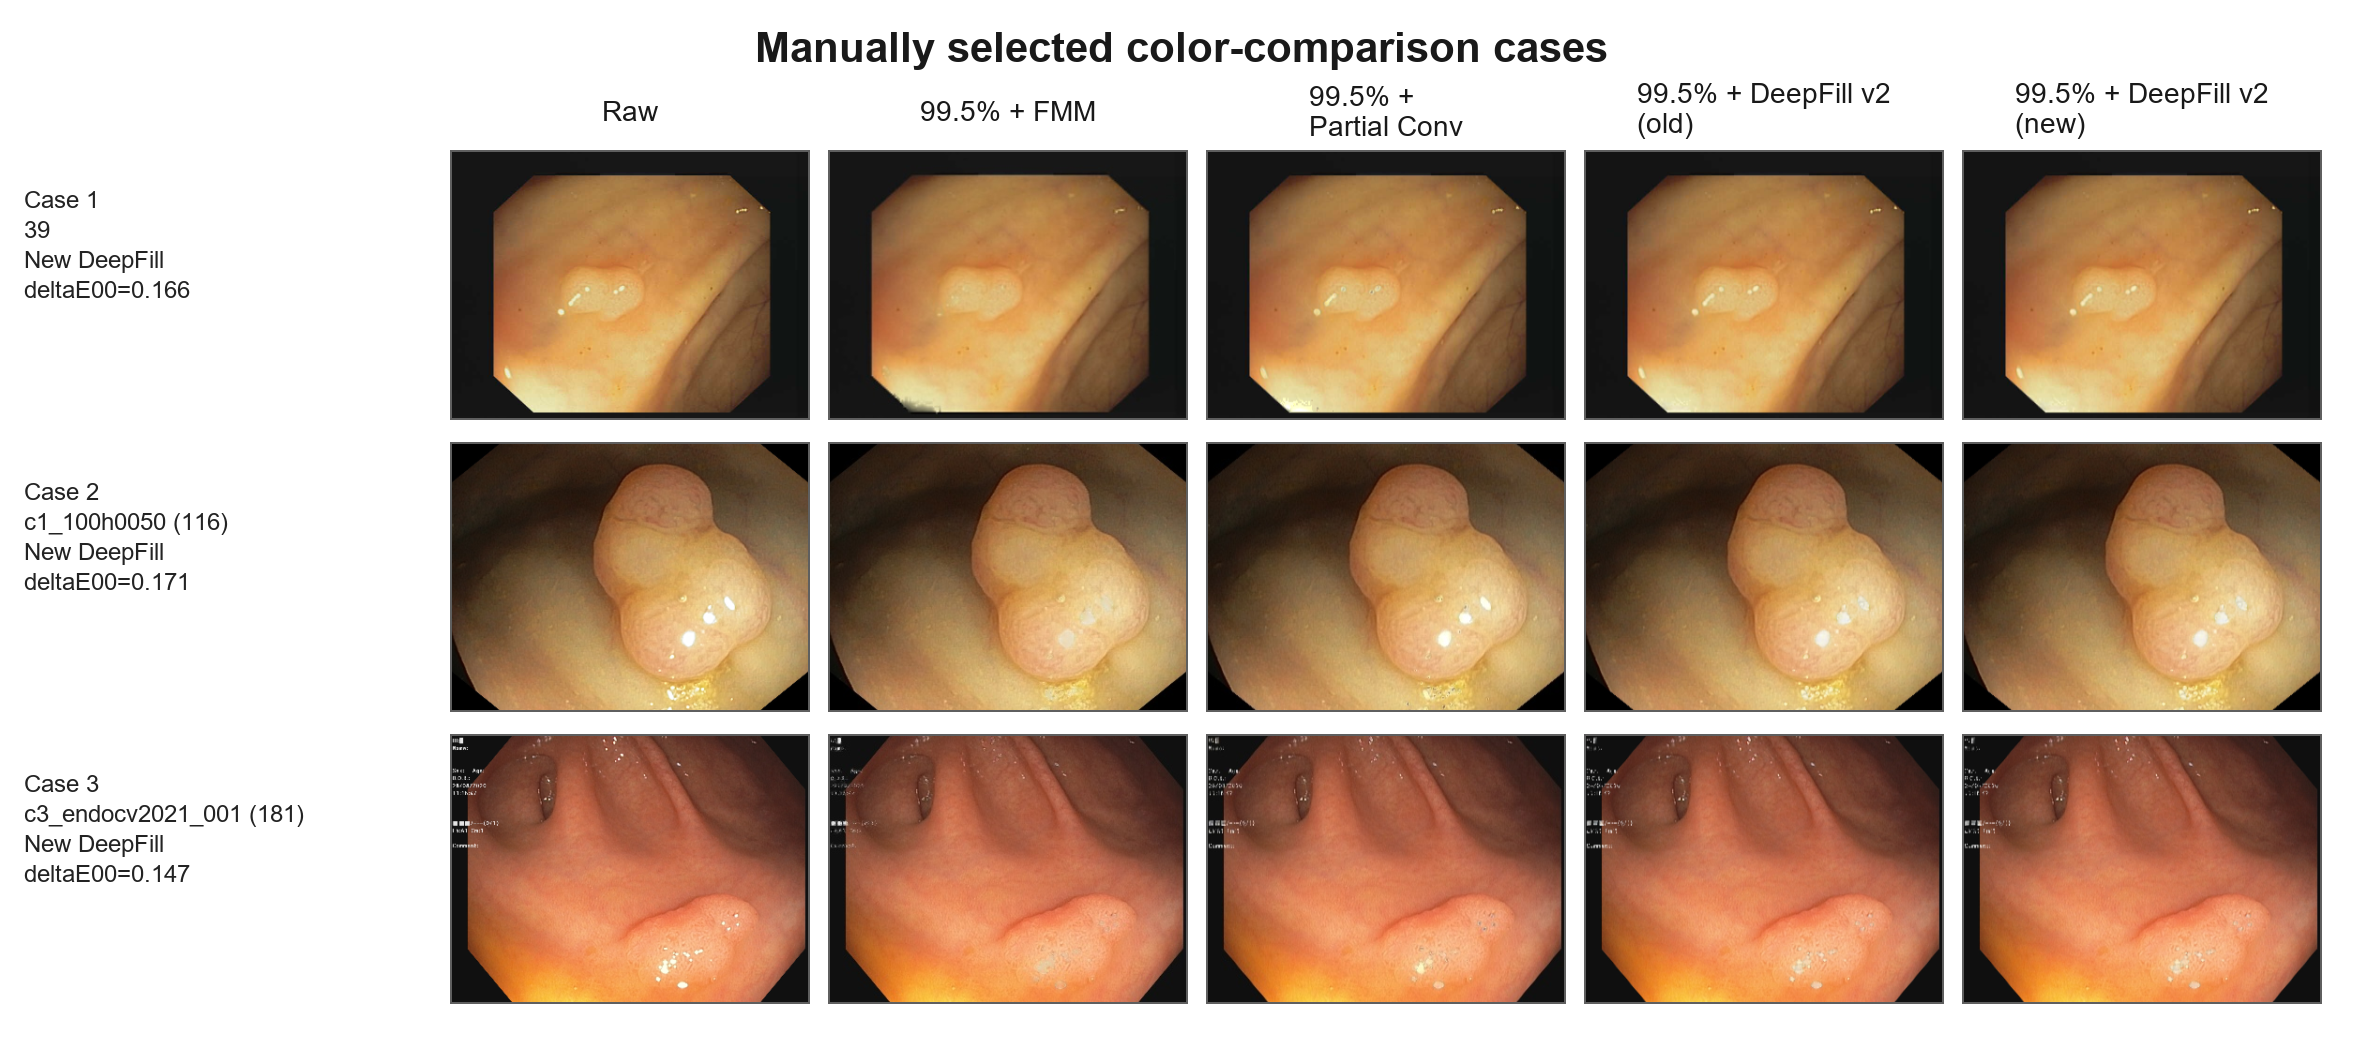 Manually selected color-comparison cases
Raw
99.5% + FMM
99.5% +
Partial Conv
99.5% + DeepFill v2
(old)
99.5% + DeepFill v2
(new)
Case 1
39
New DeepFill
deltaE00=0.166
Case 2
c1_100h0050 (116)
New DeepFill
deltaE00=0.171
Case 3
c3_endocv2021_001 (181)
New DeepFill
deltaE00=0.147